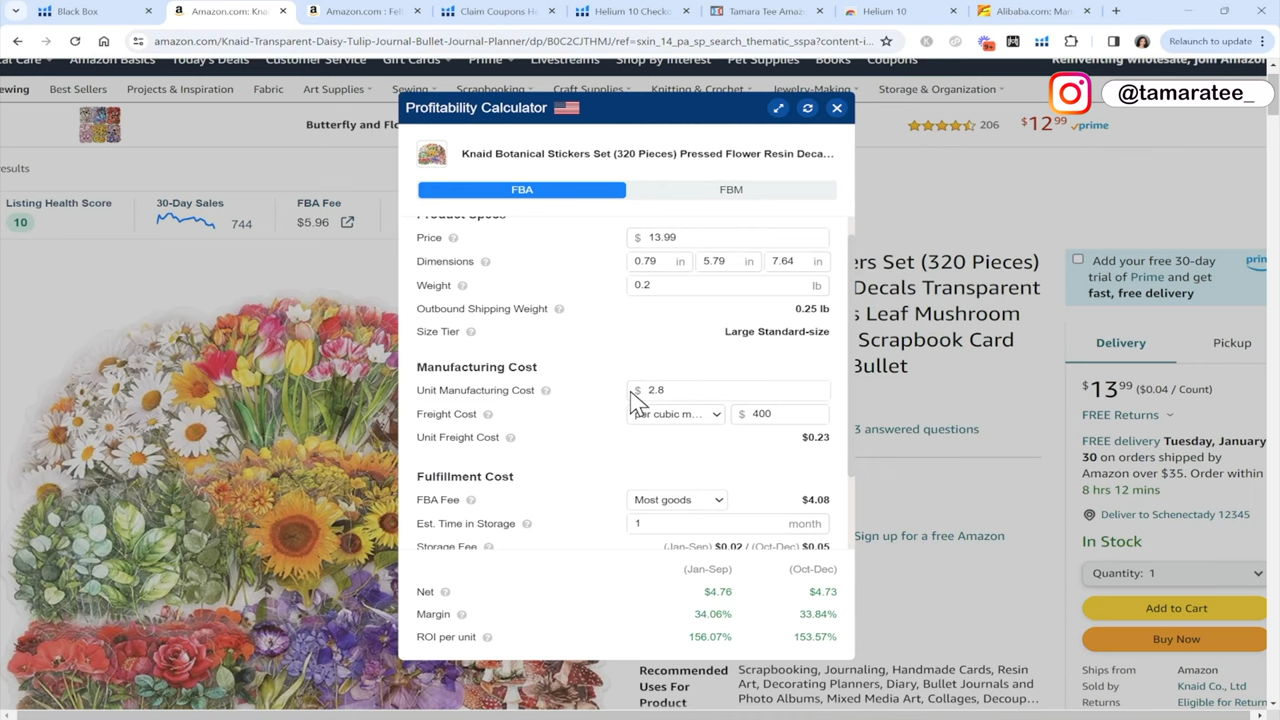 Black Box
Amazon.com: Kna
Amazon.com : Fel
Claim Coupons H
Helium 10 Checko
Tamara Tee Amaz
Helium 10
Alibaba.com: Man
amazon.com/Knaid-Transparent-Daisy-Tulip-Journal-Bullet-Journal-Planner/dp/B0C2CJTHMJ/ref=sxin_14_pa_sp_search_thematic_sspa?content-i...
9+
Relaunch to update
Amazon Basics
Today's Deals
Customer Service
Gift Cards
Prime
Livestreams
Shop By Interest
Pet Supplies
Books
Coupons
Reinventing wholesale, join Amazon
ewing
Best Sellers
Projects & Inspiration
Fabric
Art Supplies
Sewing
Scrapbooking
Craft Supplies
Knitting & Crochet
Jewelry-Making
Storage & Organization
@tamaratee_
Butterfly and Flo
206
$12⁹⁹
prime
esults
Listing Health Score
10
30-Day Sales
744
FBA Fee
$5.96
Profitability Calculator
Knaid Botanical Stickers Set (320 Pieces) Pressed Flower Resin Deca...
FBA
FBM
Product Specs
Price
$ 13.99
Dimensions
0.79 in
5.79 in
7.64 in
Weight
0.2 lb
Outbound Shipping Weight
0.25 lb
Size Tier
Large Standard-size
Manufacturing Cost
Unit Manufacturing Cost
$ 2.8
Freight Cost
er cubic m...
$ 400
Unit Freight Cost
$0.23
Fulfillment Cost
FBA Fee
Most goods
$4.08
Est. Time in Storage
1 month
Storage Fee
(Jan-Sep) $0.02 / (Oct-Dec) $0.05
(Jan-Sep)
(Oct-Dec)
Net
$4.76
$4.73
Margin
34.06%
33.84%
ROI per unit
156.07%
153.57%
ers Set (320 Pieces)
Decals Transparent
s Leaf Mushroom
Scrapbook Card
Bullet
3 answered questions
Sign up for a free Amazon
Recommended
Uses For
Product
Scrapbooking, Journaling, Handmade Cards, Resin
Art, Decorating Planners, Diary, Bullet Journals and
Photo Albums, Mixed Media Art, Collages, Decoup...
Add your free 30-day
trial of Prime and get
fast, free delivery
prim
Delivery
Pickup
$13⁹⁹ ($0.04 / Count)
FREE Returns
FREE delivery Tuesday, January
30 on orders shipped by
Amazon over $35. Order within
8 hrs 12 mins
Deliver to Schenectady 12345
In Stock
Quantity: 1
Add to Cart
Buy Now
Ships from
Amazon
Sold by
Knaid Co., Ltd
Returns
Eligible for Return